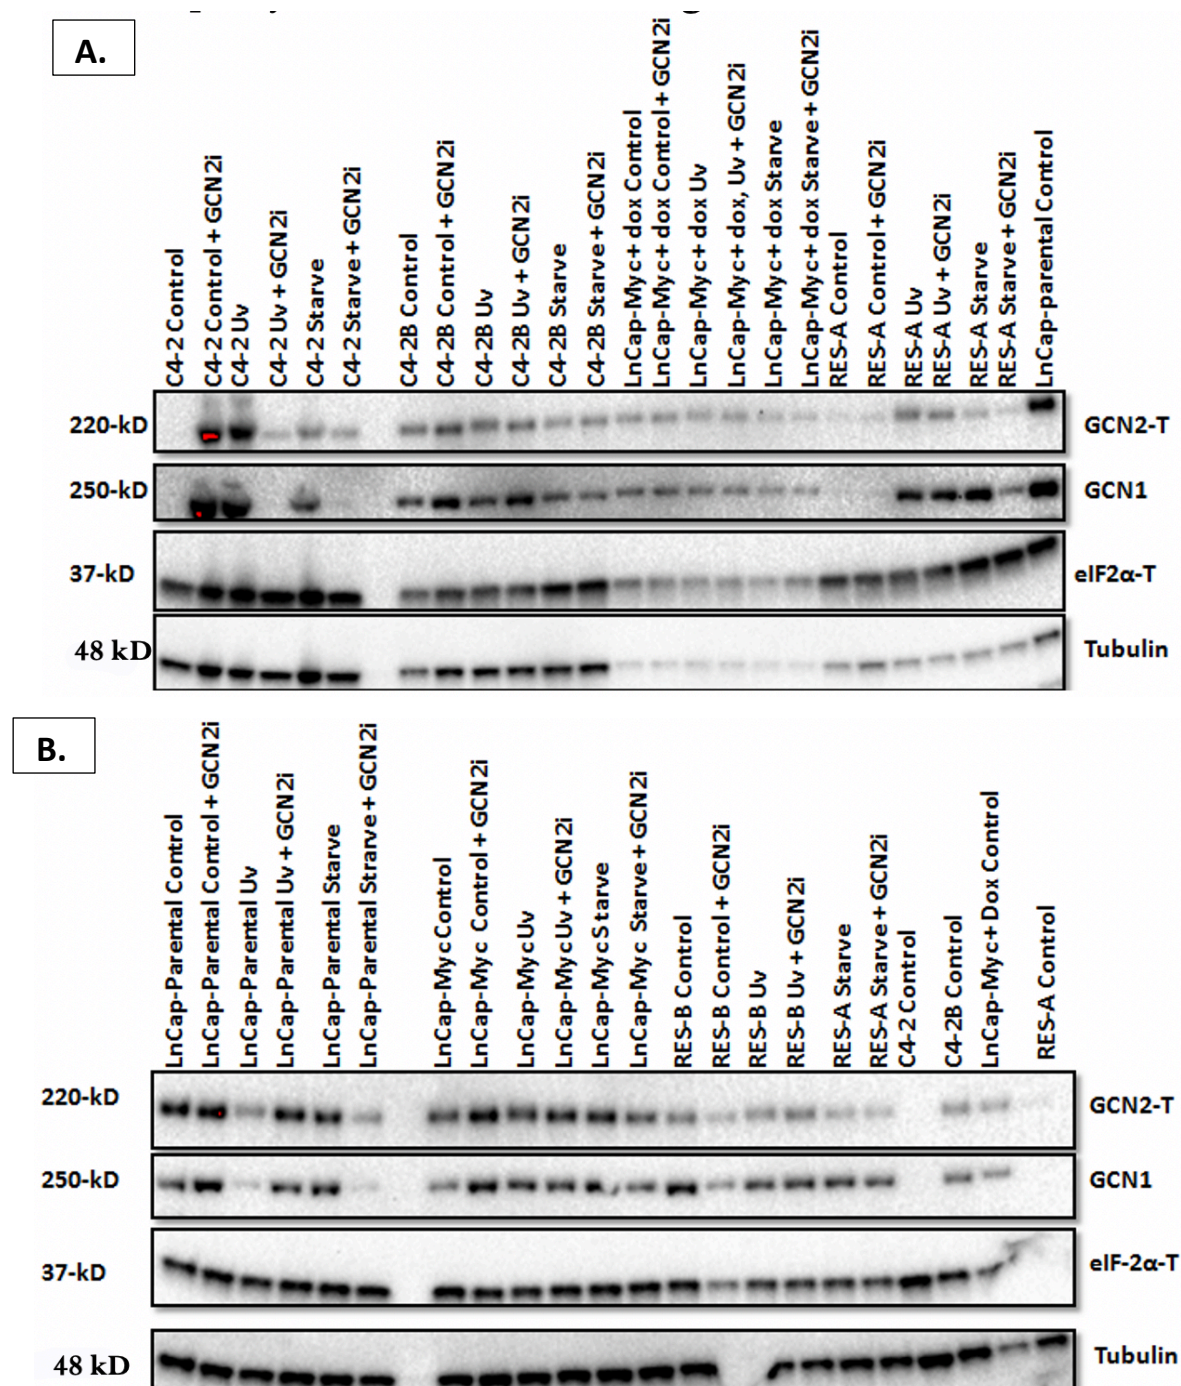 A.
C4-2 Control
C4-2 Control + GCN2i
C4-2 Uv
C4-2 Uv + GCN2i
C4-2 Starve
C4-2 Starve + GCN2i
C4-2B Control
C4-2B Control + GCN2i
C4-2B Uv
C4-2B Uv + GCN2i
C4-2B Starve
C4-2B Starve + GCN2i
LnCap-Myc + dox Control
LnCap-Myc + dox Control + GCN2i
LnCap-Myc + dox Uv
LnCap-Myc + dox, Uv + GCN2i
LnCap-Myc + dox Starve
LnCap-Myc + dox Starve + GCN2i
RES-A Control
RES-A Control + GCN2i
RES-A Uv
RES-A Uv + GCN2i
RES-A Starve
RES-A Starve + GCN2i
LnCap-parental Control
220-kD
GCN2-T
250-kD
GCN1
37-kD
eIF2α-T
48 kD
Tubulin
B.
LnCap-Parental Control
LnCap-Parental Control + GCN2i
LnCap-Parental Uv
LnCap-Parental Uv + GCN2i
LnCap-Parental Starve
LnCap-Parental Strarve + GCN2i
LnCap-Myc Control
LnCap-Myc Control + GCN2i
LnCap-Myc Uv
LnCap-Myc Uv + GCN2i
LnCap-Myc Starve
LnCap-Myc Starve + GCN2i
RES-B Control
RES-B Control + GCN2i
RES-B Uv
RES-B Uv + GCN2i
RES-A Starve
RES-A Starve + GCN2i
C4-2 Control
C4-2B Control
LnCap-Myc + Dox Control
RES-A Control
220-kD
GCN2-T
250-kD
GCN1
37-kD
eIF-2α-T
48 kD
Tubulin